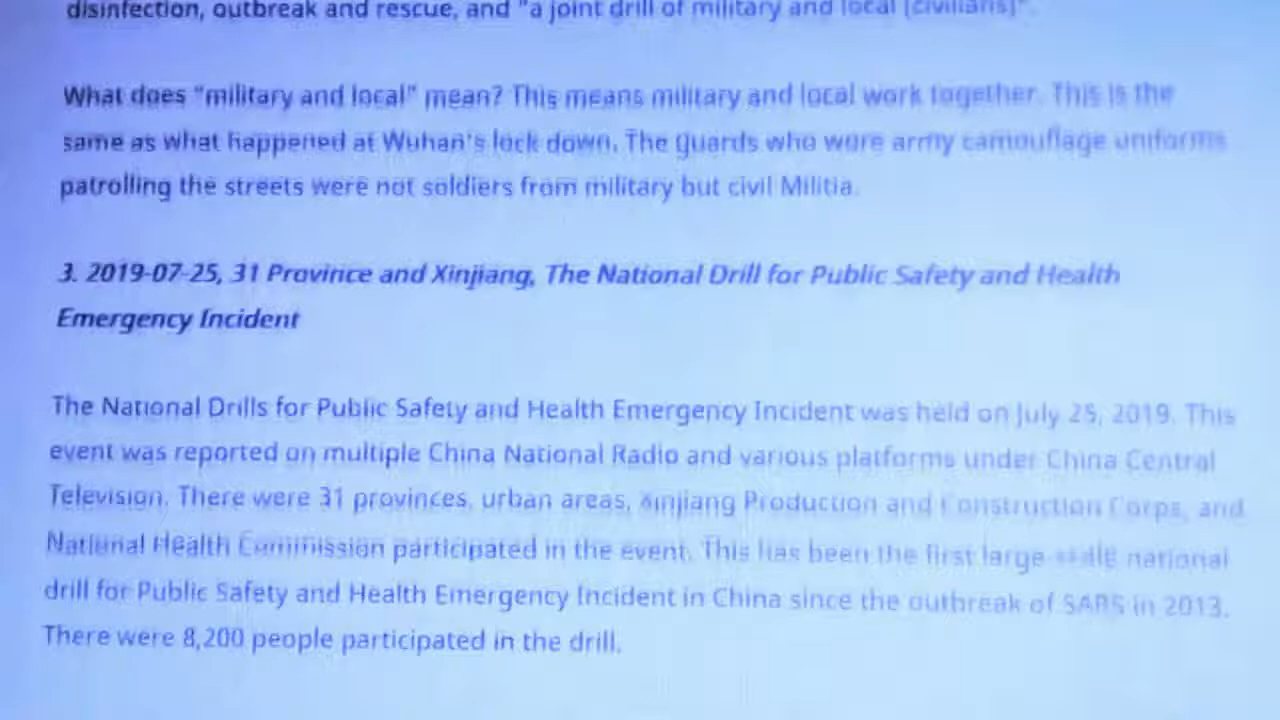 disinfection, outbreak and rescue, and "a joint drill of military and local [civilians]".
What does "military and local" mean? This means military and local work together. This is the
same as what happened at Wuhan's lock down. The guards who wore army camouflage uniforms
patrolling the streets were not soldiers from military but civil Militia.
3. 2019-07-25, 31 Province and Xinjiang, The National Drill for Public Safety and Health
Emergency Incident
The National Drills for Public Safety and Health Emergency Incident was held on July 25, 2019. This
event was reported on multiple China National Radio and various platforms under China Central
Television. There were 31 provinces, urban areas, Xinjiang Production and Construction Corps, and
National Health Commission participated in the event. This has been the first large scale national
drill for Public Safety and Health Emergency Incident in China since the outbreak of SARS in 2013.
There were 8,200 people participated in the drill.